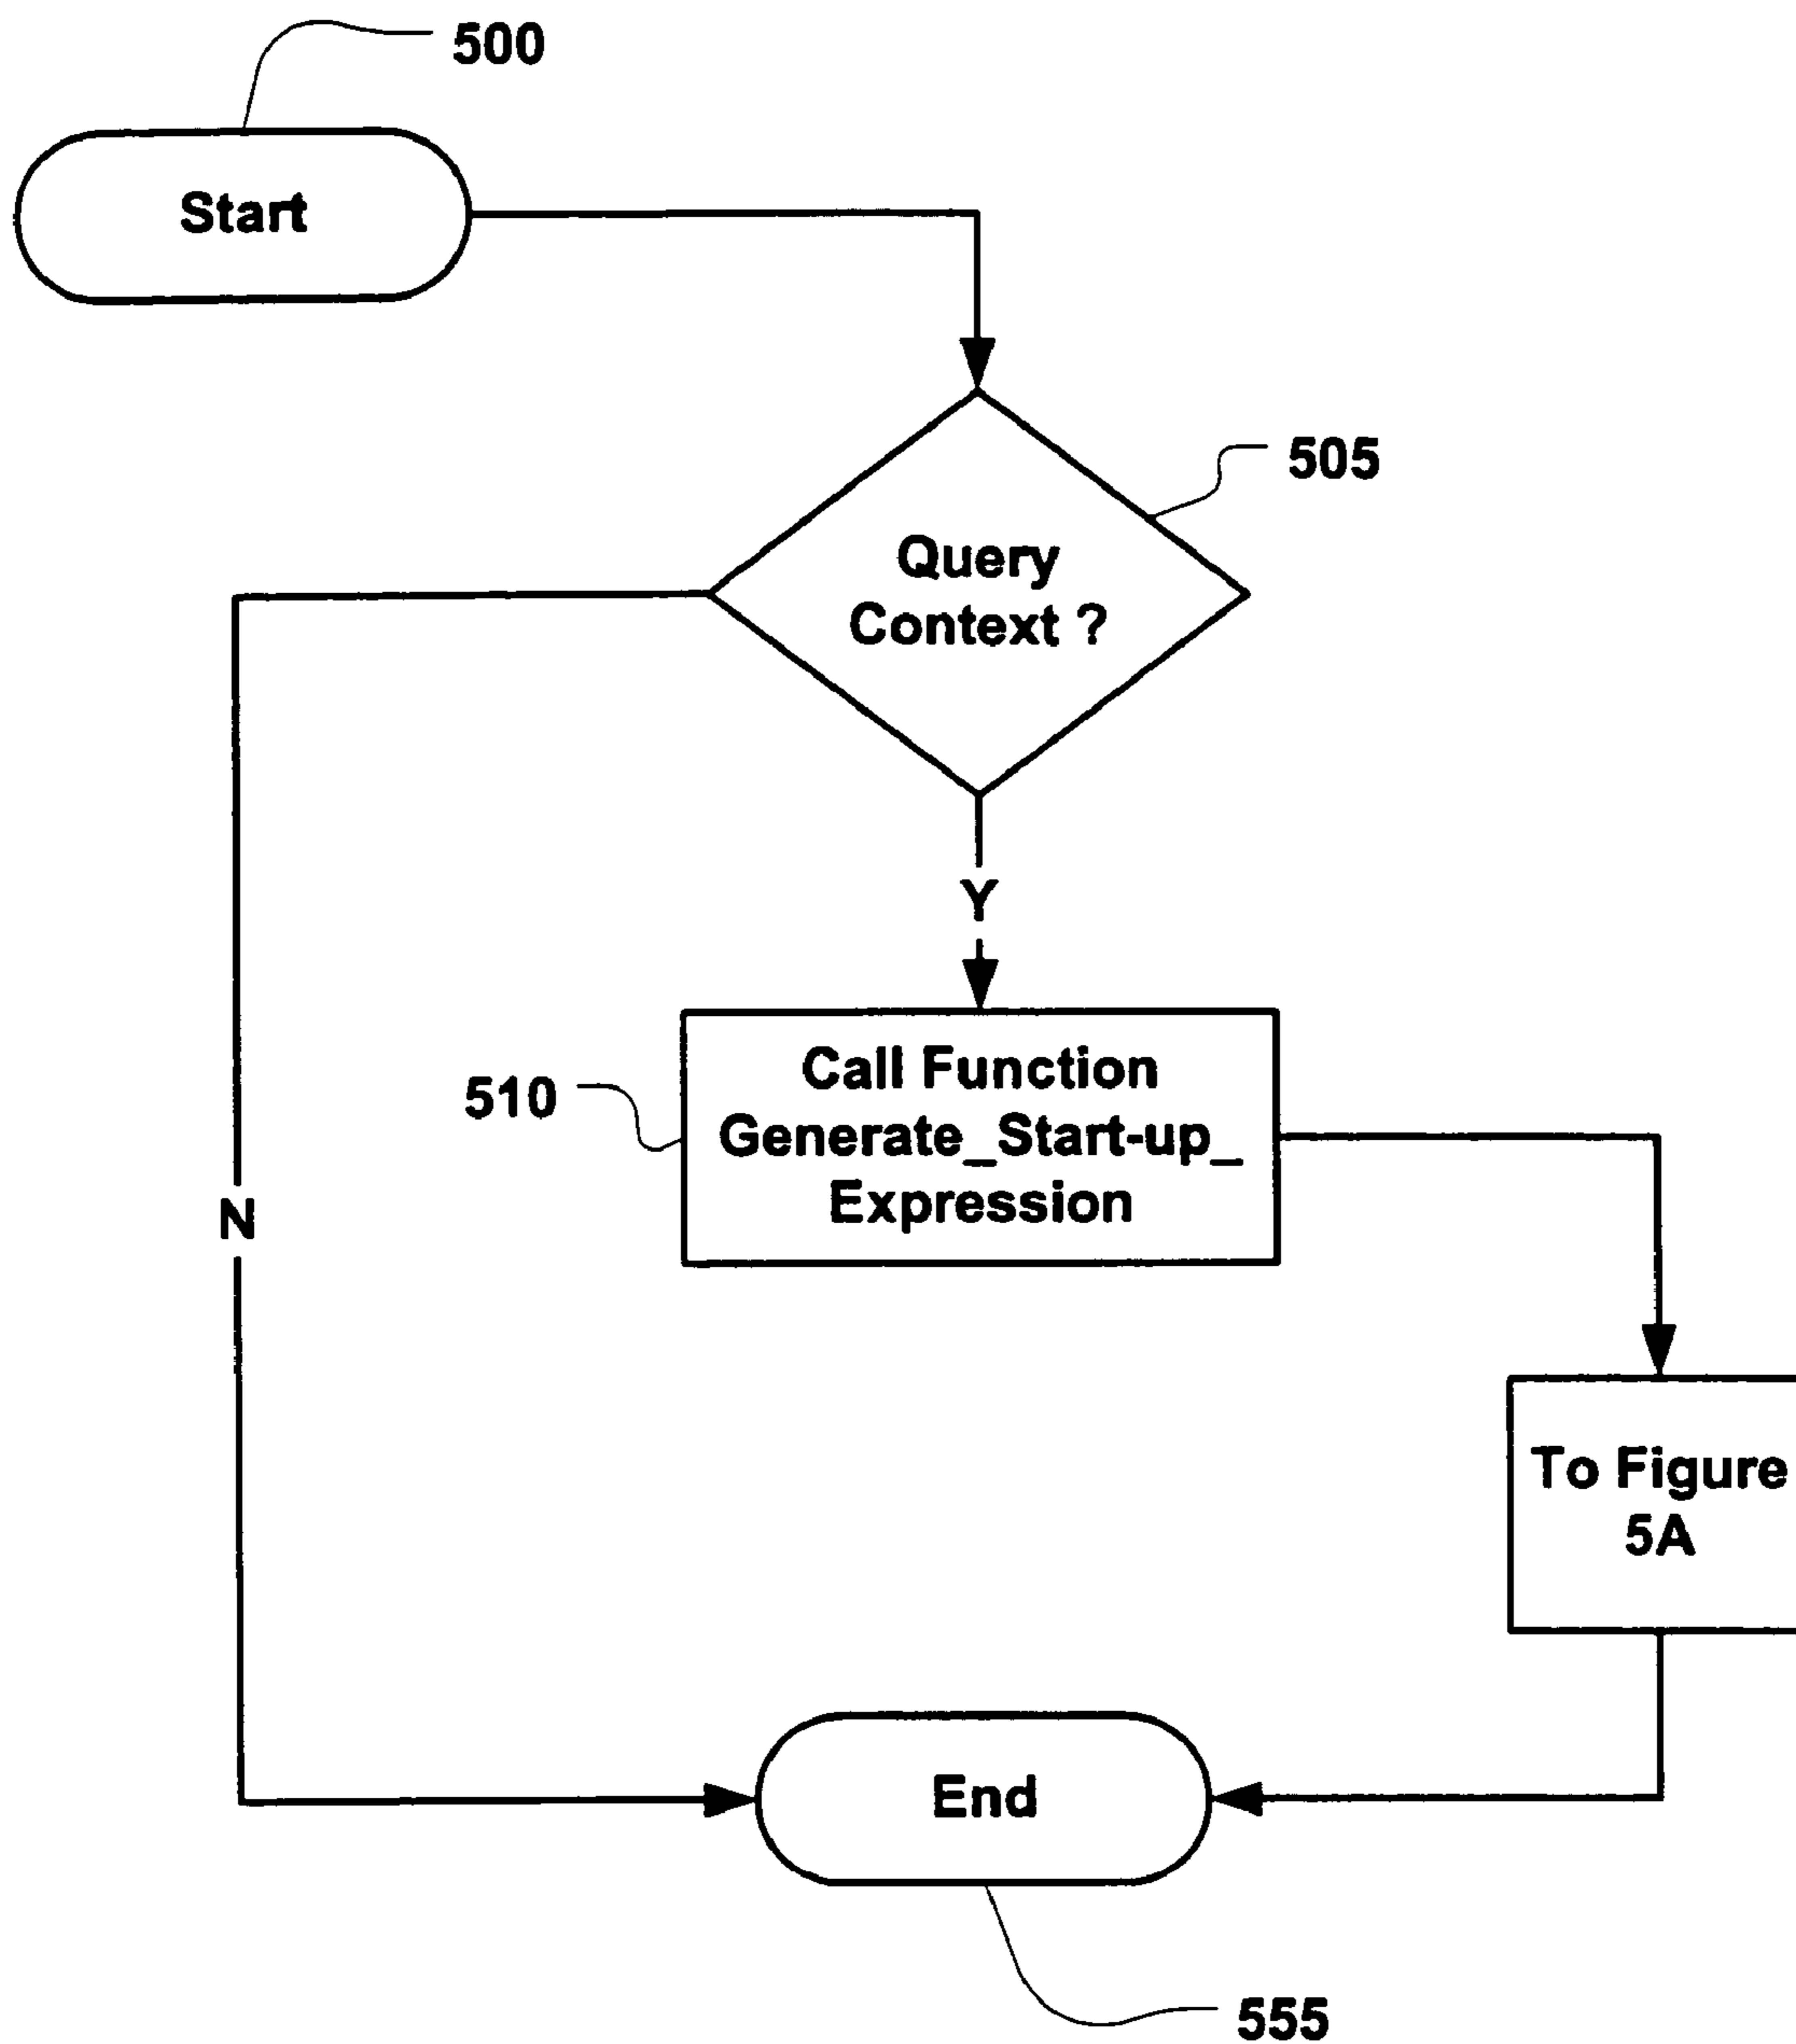 500
Start
505
Query
Context ?
Y
Call Function
Generate_Start-up_
Expression
510
N
To Figure
5A
End
555